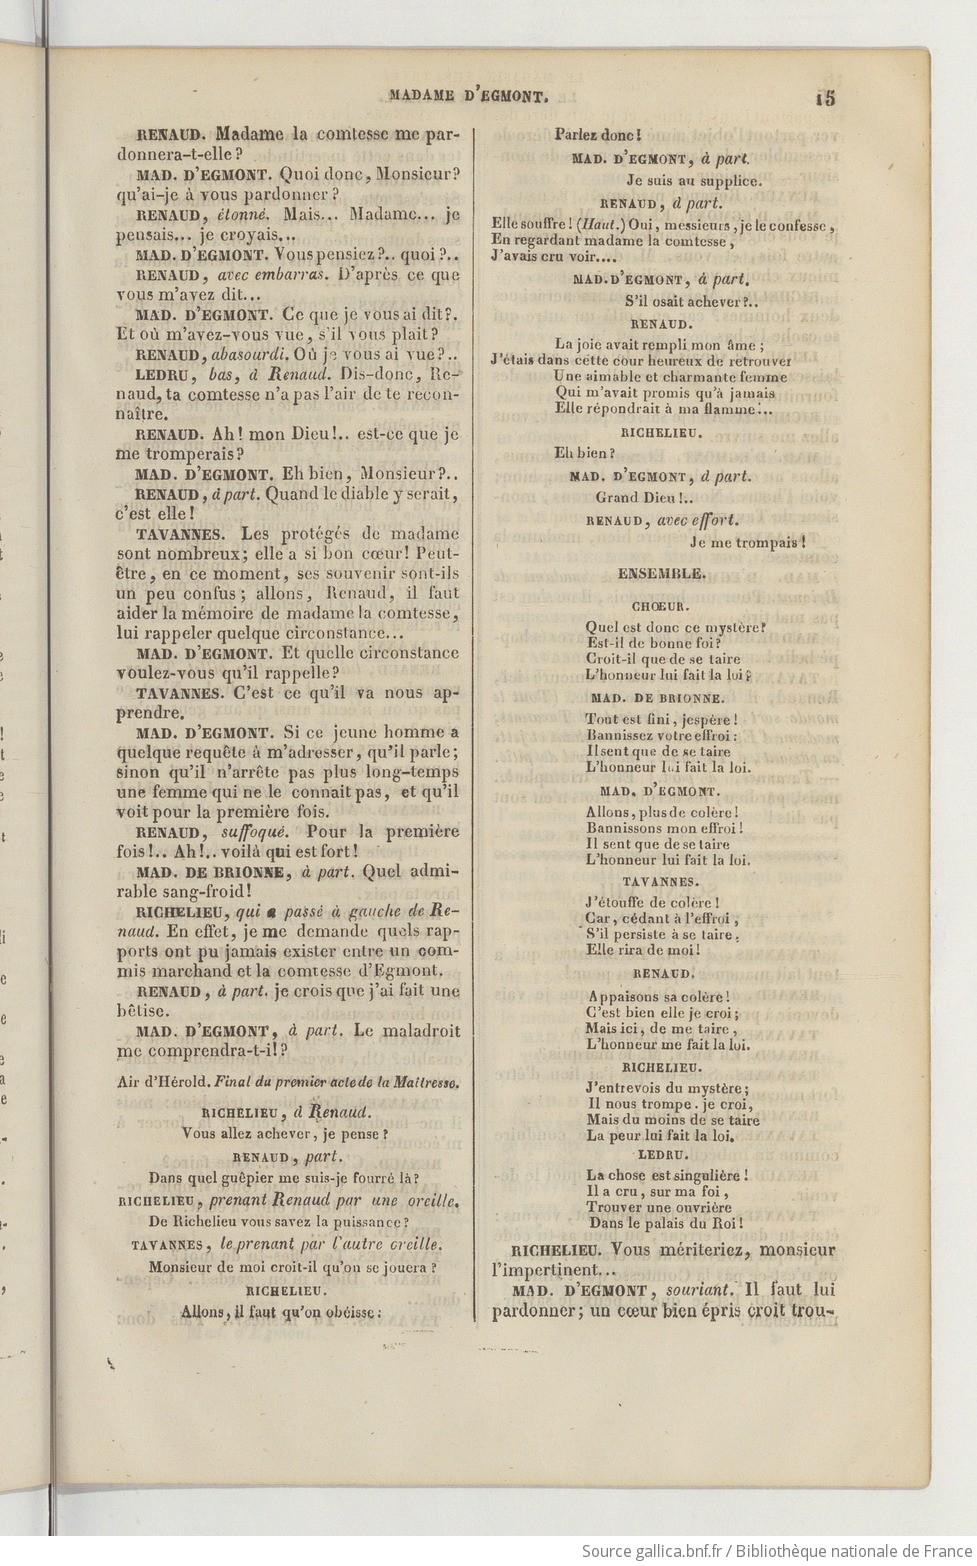 MADAME D'EGMONT.
15
RENAUD. Madame la comtesse me par-
donnera-t-elle?
MAD. D'EGMONT. Quoi donc, Monsieur?
qu'ai-je à vous pardonner?
RENAUD, étonné. Mais... Madame... je
pensais... je croyais...
MAD. D'EGMONT. Vous pensiez?.. quoi?..
RENAUD, avec embarras. D'après ce que
vous m'avez dit...
MAD. D'EGMONT. Ce que je vous ai dit?.
Et où m'avez-vous vue, s'il vous plait?
RENAUD, abasourdi. Où je vous ai vue?..
LEDRU, bas, à Renaud. Dis-donc, Re-
naud, ta comtesse n'a pas l'air de te recon-
naître.
RENAUD. Ah! mon Dieu!.. est-ce que je
me tromperais?
MAD. D'EGMONT. Eh bien, Monsieur?..
RENAUD, à part. Quand le diable y serait,
c'est elle!
TAVANNES. Les protégés de madame
sont nombreux; elle a si bon cœur! Peut-
être, en ce moment, ses souvenir sont-ils
un peu confus; allons, Renaud, il faut
aider la mémoire de madame la comtesse,
lui rappeler quelque circonstance...
MAD. D'EGMONT. Et quelle circonstance
voulez-vous qu'il rappelle?
TAVANNES. C'est ce qu'il va nous ap-
prendre.
MAD. D'EGMONT. Si ce jeune homme a
quelque requête à m'adresser, qu'il parle;
sinon qu'il n'arrête pas plus long-temps
une femme qui ne le connait pas, et qu'il
voit pour la première fois.
RENAUD, suffoqué. Pour la première
fois!.. Ah!.. voilà qui est fort!
MAD. DE BRIONNE, à part. Quel admi-
rable sang-froid!
RICHELIEU, qui a passé à gauche de Re-
naud. En effet, je me demande quels rap-
ports ont pu jamais exister entre un com-
mis marchand et la comtesse d'Egmont.
RENAUD, à part. je crois que j'ai fait une
bêtise.
MAD. D'EGMONT, à part. Le maladroit
me comprendra-t-il?
Air d'Hérold. Final du premier acte de la Maîtresse.
RICHELIEU, à Renaud.
Vous allez achever, je pense?
RENAUD, part.
Dans quel guêpier me suis-je fourré là?
RICHELIEU, prenant Renaud par une oreille.
De Richelieu vous savez la puissance?
TAVANNES, le prenant par l'autre oreille.
Monsieur de moi croit-il qu'on se jouera?
RICHELIEU.
Allons, il faut qu'on obéisse:
Parlez donc!
MAD. D'EGMONT, à part.
Je suis au supplice.
RENAUD, à part.
Elle souffre! (Haut.) Oui, messieurs, je le confesse,
En regardant madame la comtesse,
J'avais cru voir....
MAD. D'EGMONT, à part.
S'il osait achever?..
RENAUD.
La joie avait rempli mon âme;
J'étais dans cette cour heureux de retrouver
Une aimable et charmante femme
Qui m'avait promis qu'à jamais
Elle répondrait à ma flamme!..
RICHELIEU.
Eh bien?
MAD. D'EGMONT, à part.
Grand Dieu!..
RENAUD, avec effort.
Je me trompais!
ENSEMBLE.
CHŒUR.
Quel est donc ce mystère?
Est-il de bonne foi?
Croit-il que de se taire
L'honneur lui fait la loi?
MAD. DE BRIONNE.
Tout est fini, jespère!
Bannissez votre effroi:
Il sent que de se taire
L'honneur lui fait la loi.
MAD. D'EGMONT.
Allons, plus de colère!
Bannissons mon effroi!
Il sent que de se taire
L'honneur lui fait la loi.
TAVANNES.
J'étouffe de colère!
Car, cédant à l'effroi,
S'il persiste à se taire,
Elle rira de moi!
RENAUD.
Appaisons sa colère!
C'est bien elle je croi;
Mais ici, de me taire,
L'honneur me fait la loi.
RICHELIEU.
J'entrevois du mystère;
Il nous trompe. je croi,
Mais du moins de se taire
La peur lui fait la loi.
LEDRU.
La chose est singulière!
Il a cru, sur ma foi,
Trouver une ouvrière
Dans le palais du Roi!
RICHELIEU. Vous mériteriez, monsieur
l'impertinent...
MAD. D'EGMONT, souriant. Il faut lui
pardonner; un cœur bien épris croit trou-
Source gallica.bnf.fr / Bibliothèque nationale de France